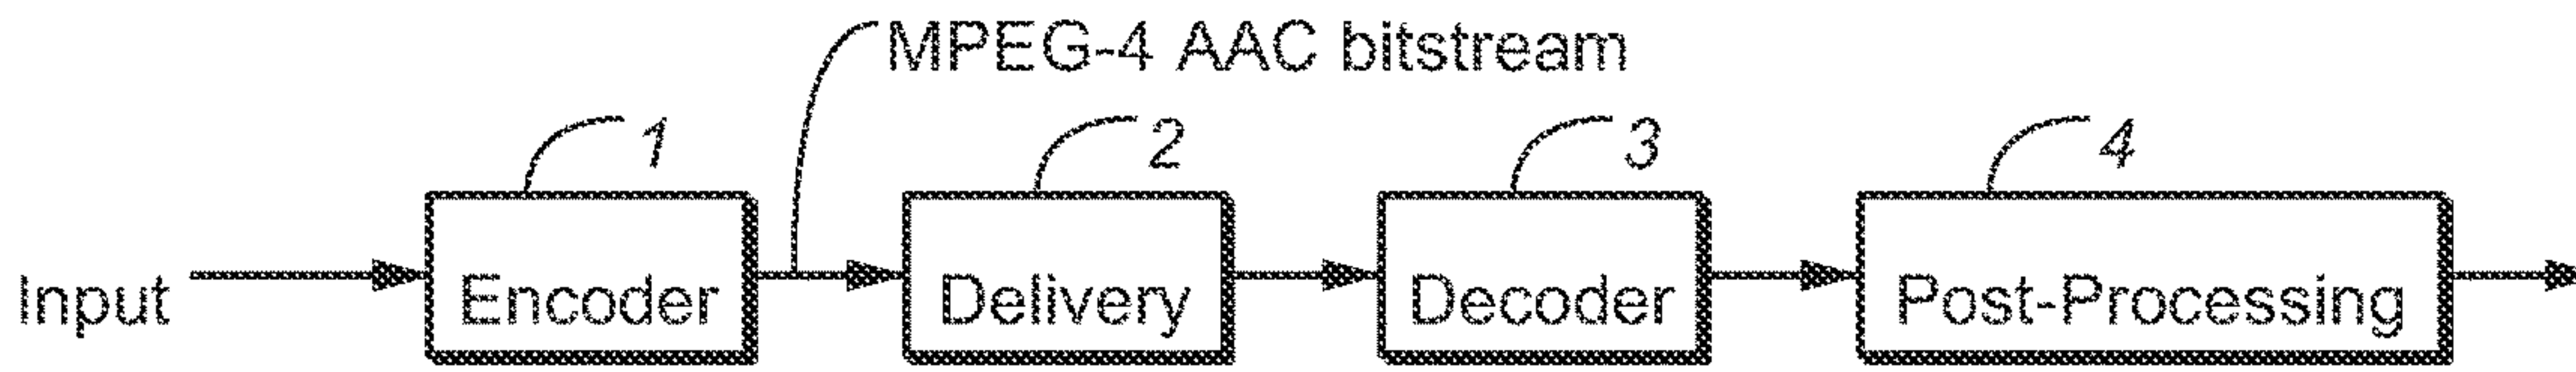 MPEG-4 AAC bitstream
1 2 3 4
Input Encoder Delivery Decoder Post-Processing